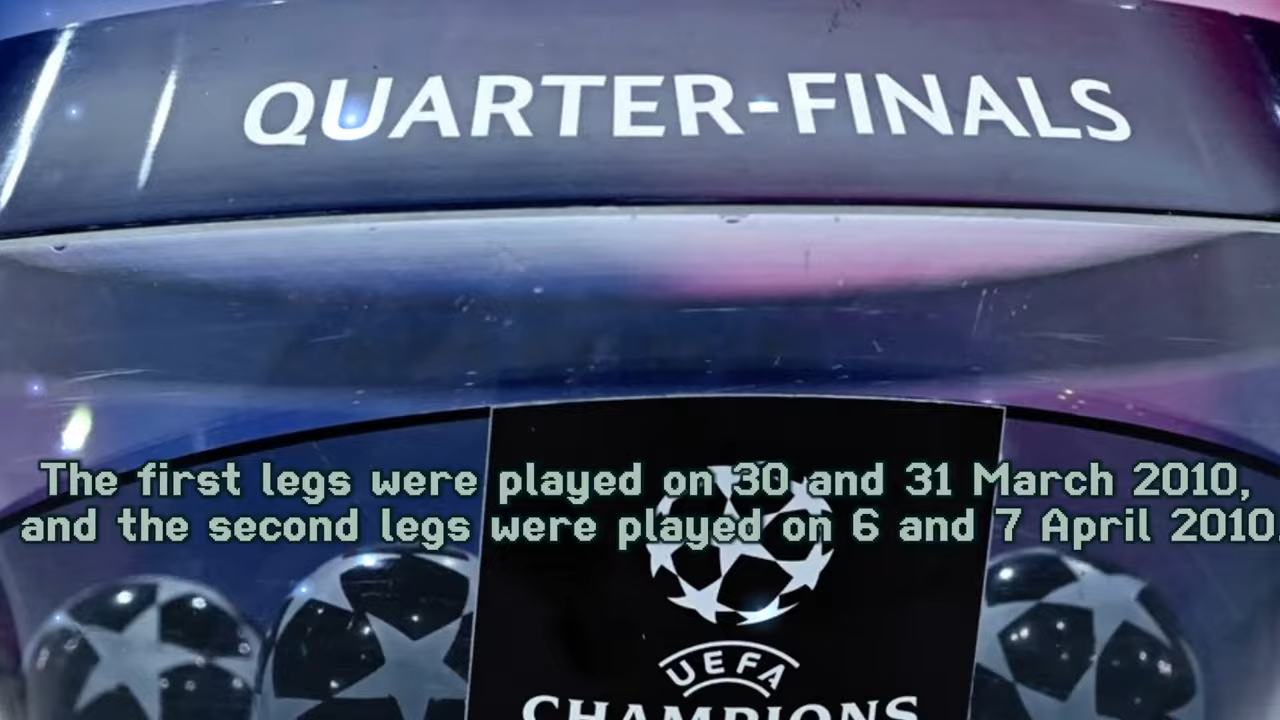 QUARTER-FINALS
The first legs were played on 30 and 31 March 2010,
and the second legs were played on 6 and 7 April 2010.
UEFA
CHAMPIONS